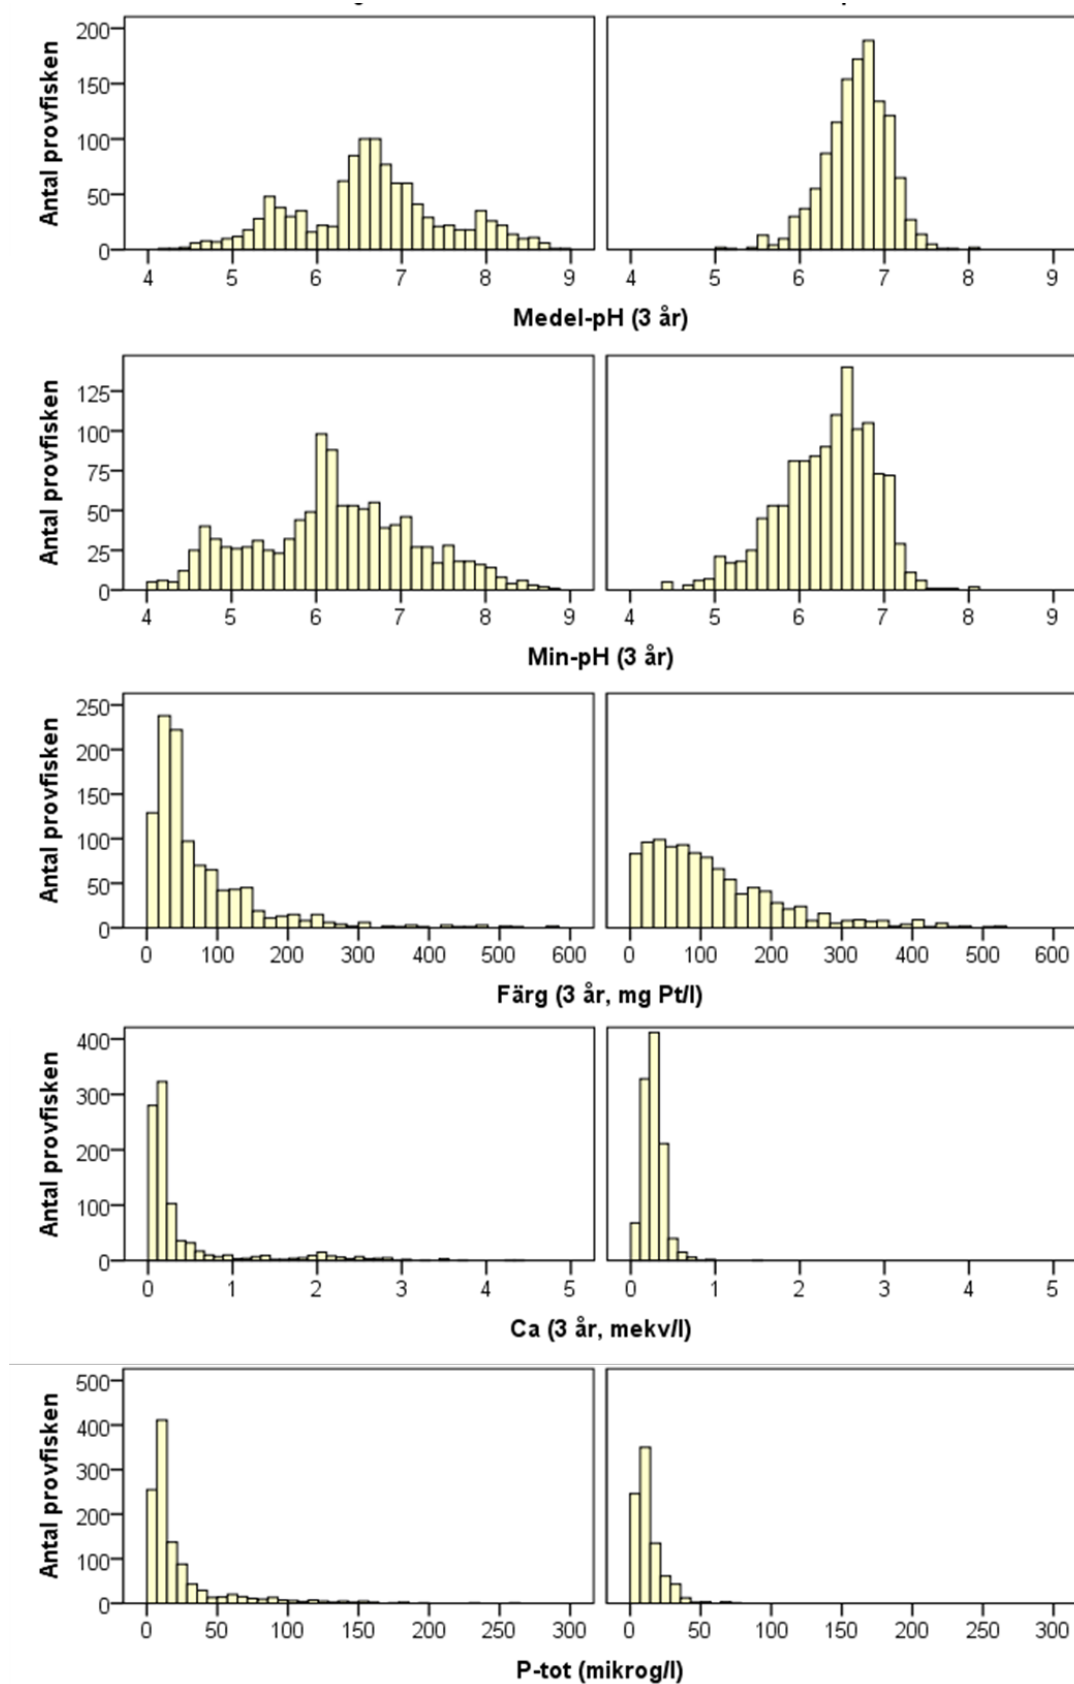 Antal provfisken
200
150
100
50
0
4 5 6 7 8 9 4 5 6 7 8 9
Medel-pH (3 år)
Antal provfisken
125
100
75
50
25
0
4 5 6 7 8 9 4 5 6 7 8 9
Min-pH (3 år)
Antal provfisken
250
200
150
100
50
0
0 100 200 300 400 500 600 0 100 200 300 400 500 600
Färg (3 år, mg Pt/l)
Antal provfisken
400
300
200
100
0
0 1 2 3 4 5 0 1 2 3 4 5
Ca (3 år, mekv/l)
Antal provfisken
500
400
300
200
100
0
0 50 100 150 200 250 300 0 50 100 150 200 250 300
P-tot (mikrog/l)